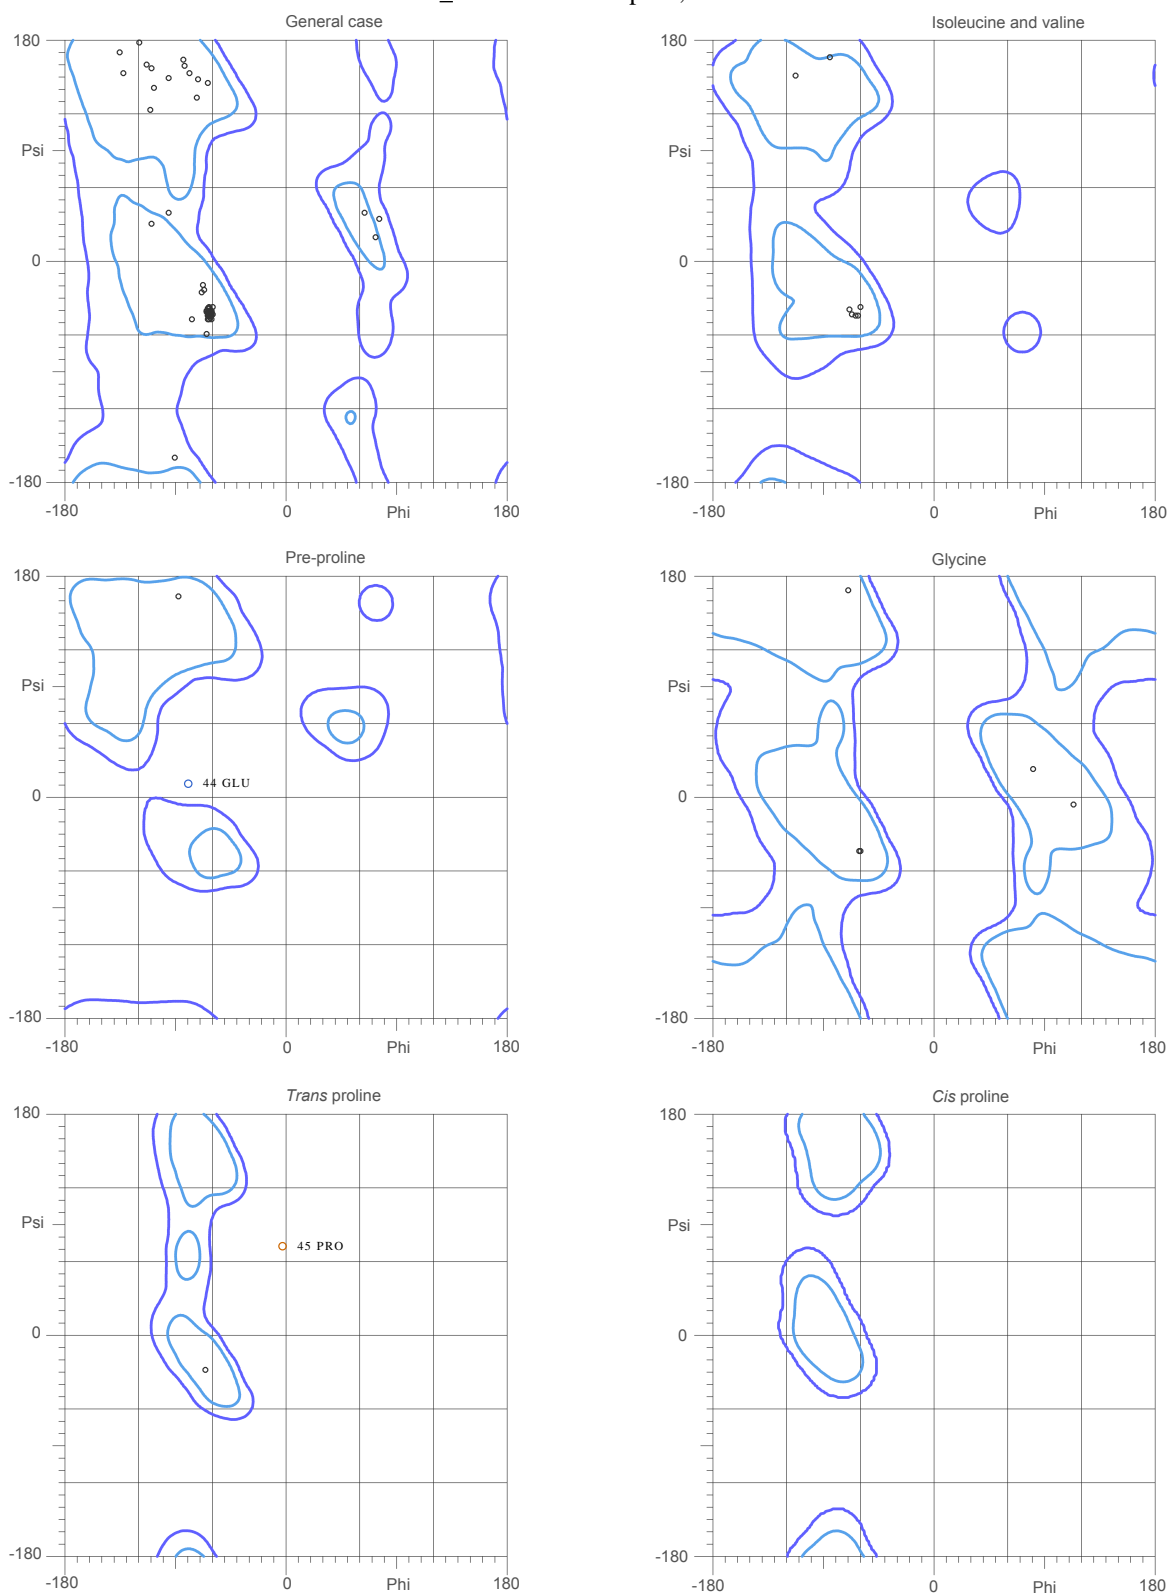 General case
Isoleucine and valine
180
180
Psi
Psi
0
0
-180
-180
-180
0
Phi
180
-180
0
Phi
180
Pre-proline
Glycine
180
180
Psi
Psi
44 GLU
0
0
-180
-180
-180
0
Phi
180
-180
0
Phi
180
Trans proline
Cis proline
180
180
Psi
Psi
45 PRO
0
0
-180
-180
-180
0
Phi
180
-180
0
Phi
180